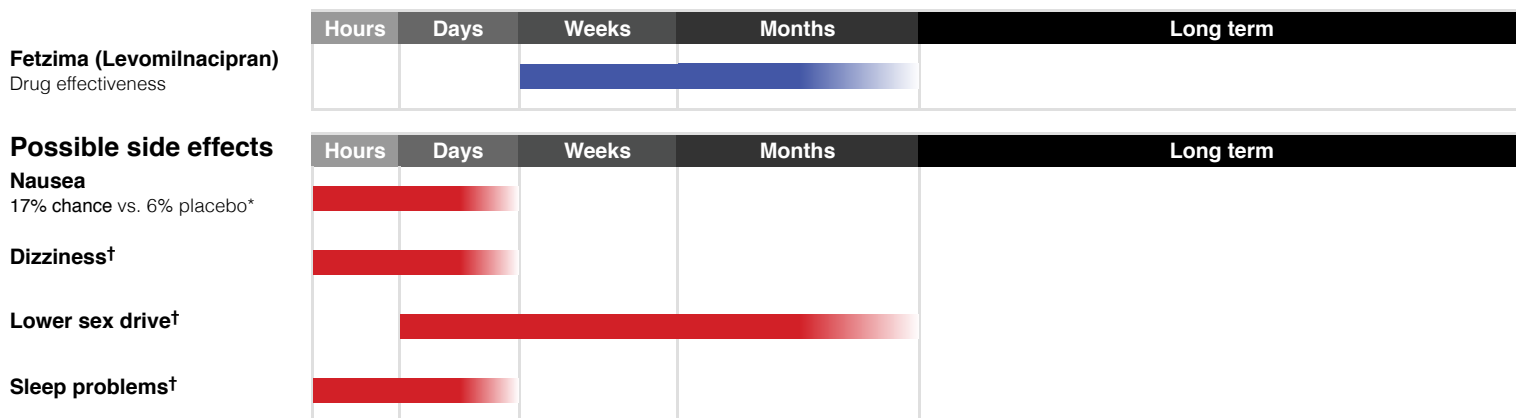 Hours Days Weeks Months Long term
Fetzima (Levomilnacipran)
Drug effectiveness
Possible side effects
Hours Days Weeks Months Long term
Nausea
17% chance vs. 6% placebo*
Dizziness†
Lower sex drive†
Sleep problems†